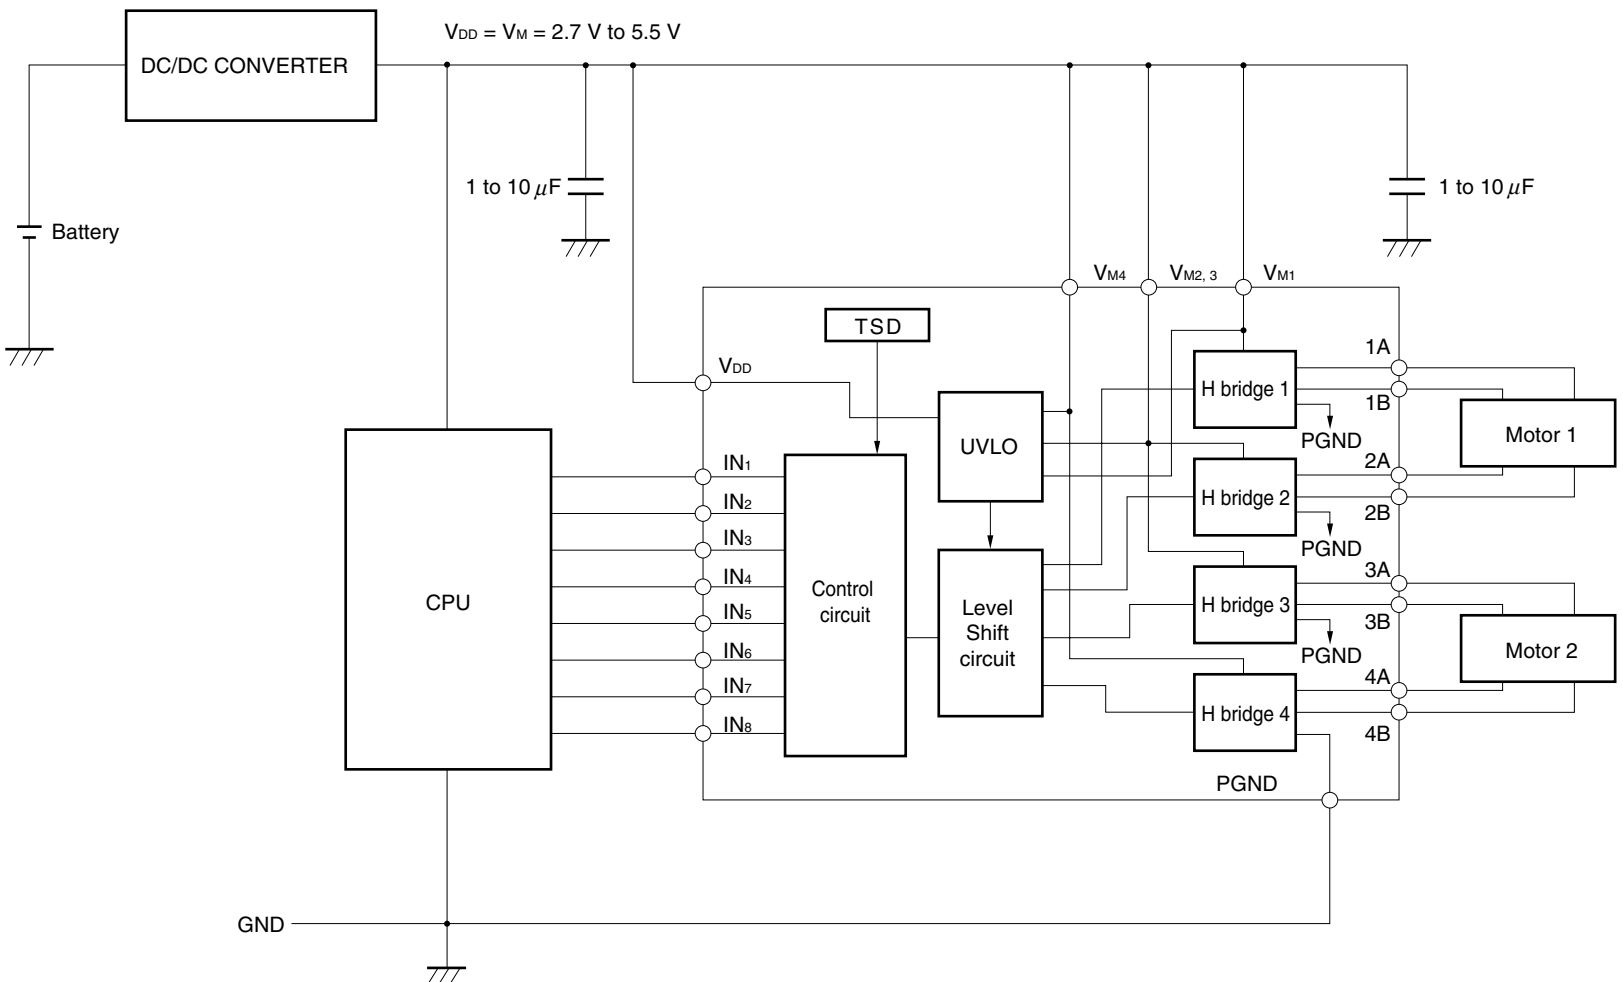 VDD = VM = 2.7 V to 5.5 V
DC/DC CONVERTER
1 to 10 μF
1 to 10 μF
Battery
VM4
VM2, 3
VM1
TSD
VDD
1A
H bridge 1
1B
PGND
Motor 1
UVLO
IN1
IN2
IN3
IN4
IN5
IN6
IN7
IN8
2A
H bridge 2
2B
PGND
CPU
Control
circuit
Level
Shift
circuit
3A
H bridge 3
3B
PGND
Motor 2
4A
H bridge 4
4B
PGND
GND